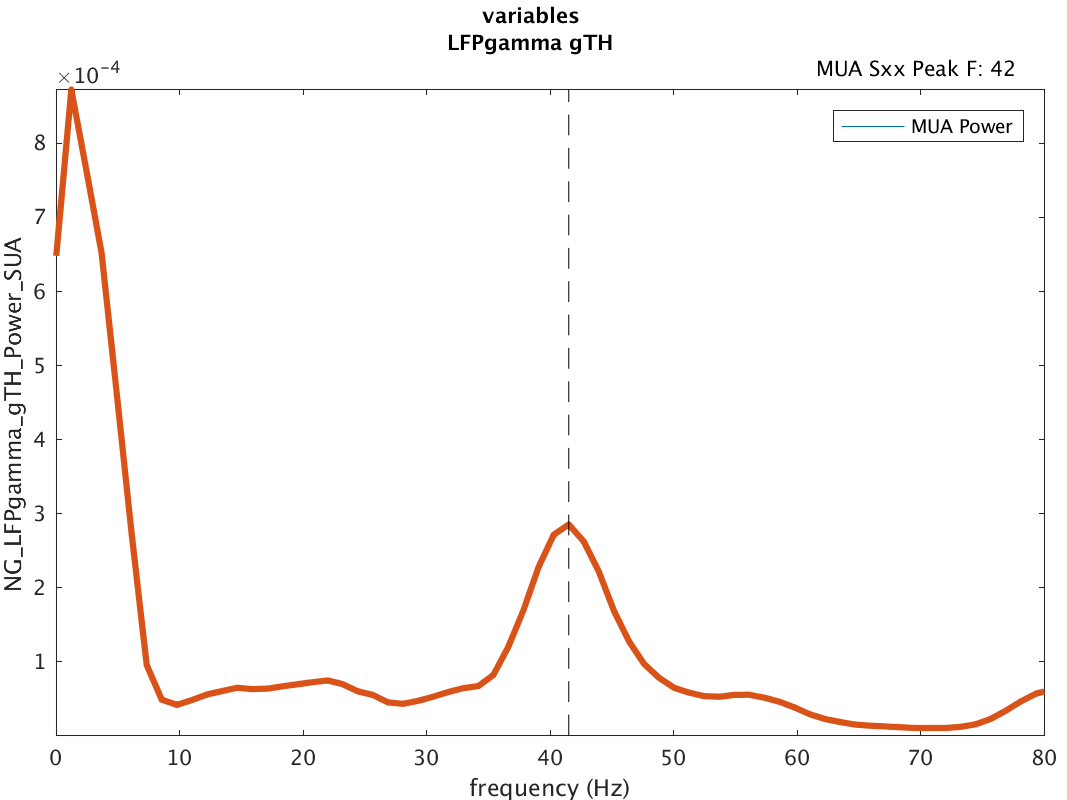 variables
LFPgamma gTH
×10⁻⁴
MUA Sxx Peak F: 42
MUA Power
8
7
6
5
4
3
2
1
NG_LFPgamma_gTH_Power_SUA
0 10 20 30 40 50 60 70 80
frequency (Hz)